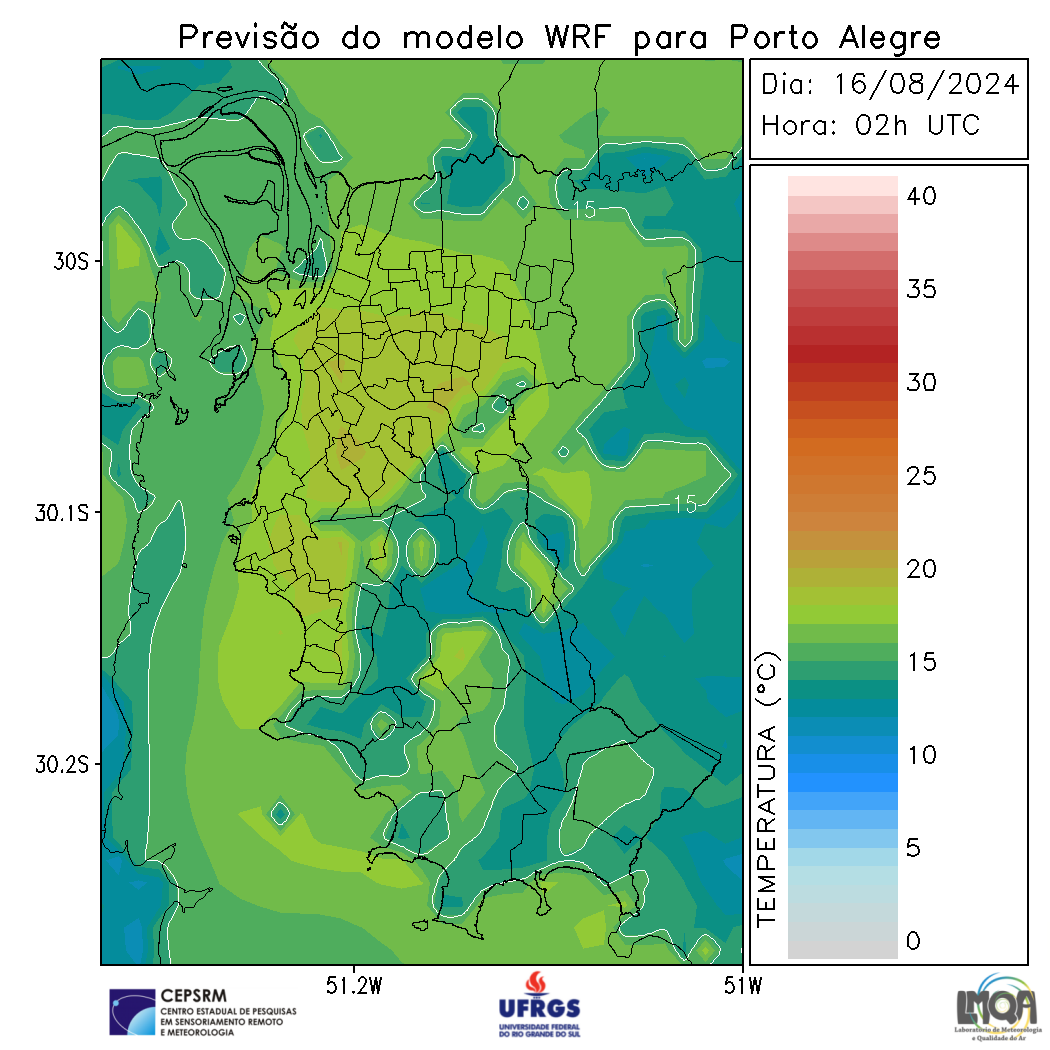 Previsão do modelo WRF para Porto Alegre
Dia: 16/08/2024
Hora: 02h UTC
30S
30.1S
30.2S
51.2W
51W
15
15
TEMPERATURA (°C)
40
35
30
25
20
15
10
5
0
CEPSRM
CENTRO ESTADUAL DE PESQUISAS
EM SENSORIAMENTO REMOTO
E METEOROLOGIA
UFRGS
UNIVERSIDADE FEDERAL
DO RIO GRANDE DO SUL
LMQA
Laboratório de Meteorologia
e Qualidade do Ar